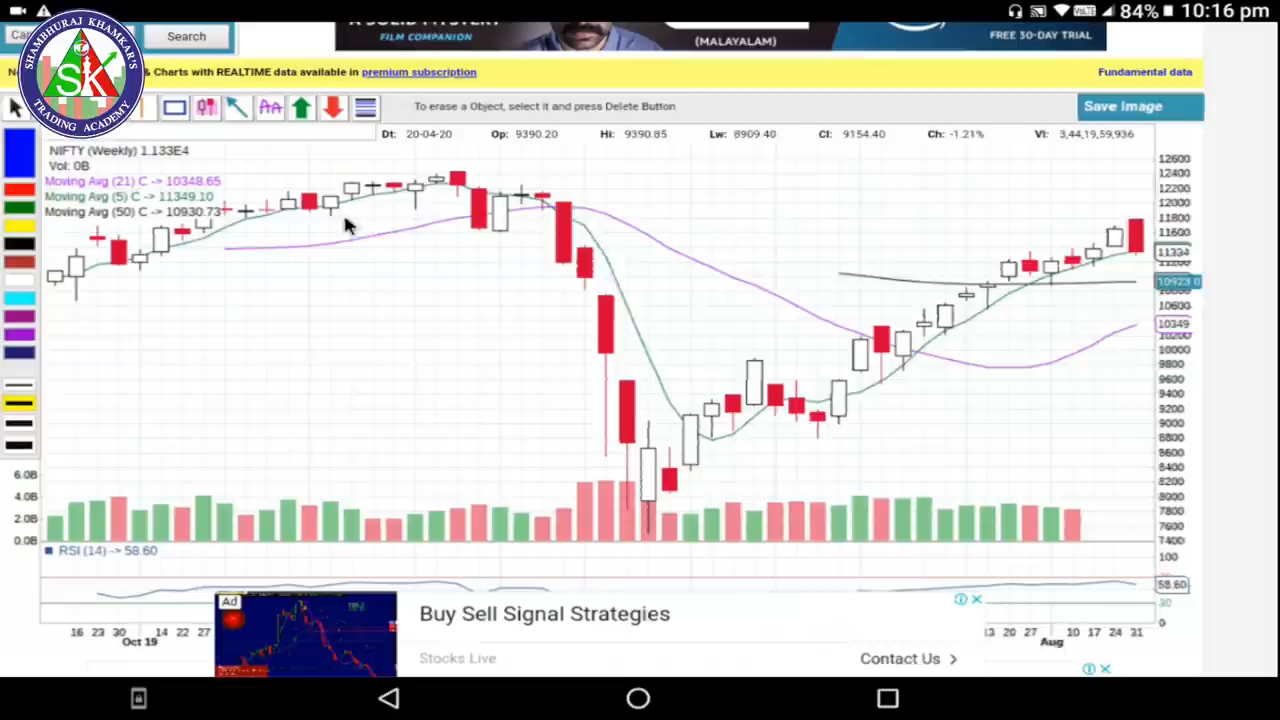 84% 10:16 pm
A SOLID MYSTERY
FILM COMPANION
(MALAYALAM)
FREE 30-DAY TRIAL
SHAMBHURAJ KHAMKAR'S
SK
TRADING ACADEMY
Search
& Charts with REALTIME data available in premium subscription
Fundamental data
To erase a Object, select it and press Delete Button
Save Image
Dt: 20-04-20 Op: 9390.20 Hi: 9390.85 Lw: 8909.40 Cl: 9154.40 Ch: -1.21% Vl: 3,44,19,59,936
NIFTY (Weekly) 1.133E4
Vol: 0B
Moving Avg (21) C -> 10348.65
Moving Avg (5) C -> 11349.10
Moving Avg (50) C -> 10930.73
12600
12400
12200
12000
11800
11600
11334
11200
10923.0
10600
10349
10200
10000
9800
9600
9400
9200
9000
8800
8600
8400
8200
8000
7800
7600
7400
6.0B
4.0B
2.0B
0.0B
RSI (14) -> 58.60
100
58.60
30
0
16 23 30 14 22 27 13 20 27 10 17 24 31
Oct 19 Aug
Ad
Buy Sell Signal Strategies
Stocks Live
Contact Us